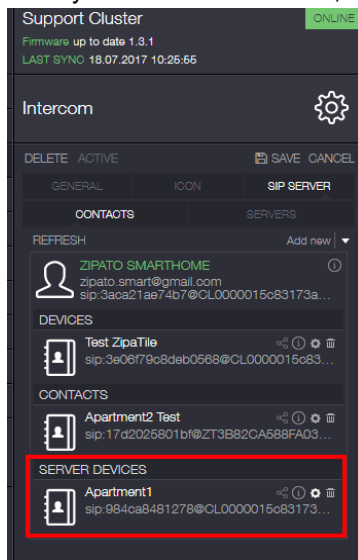 Support Cluster
ONLINE
Firmware up to date 1.3.1
LAST SYNC 18.07.2017 10:25:55
Intercom
DELETE ACTIVE
SAVE CANCEL
GENERAL ICON SIP SERVER
CONTACTS SERVERS
REFRESH Add new
ZIPATO SMARTHOME
zipato.smart@gmail.com
sip:3aca21ae74b7@CL0000015c83173a...
DEVICES
Test ZipaTile
sip:3e06f79c8deb0568@CL0000015c83...
CONTACTS
Apartment2 Test
sip:17d2025801bf@ZT3B82CA588FA03...
SERVER DEVICES
Apartment1
sip:984ca8481278@CL0000015c83173...